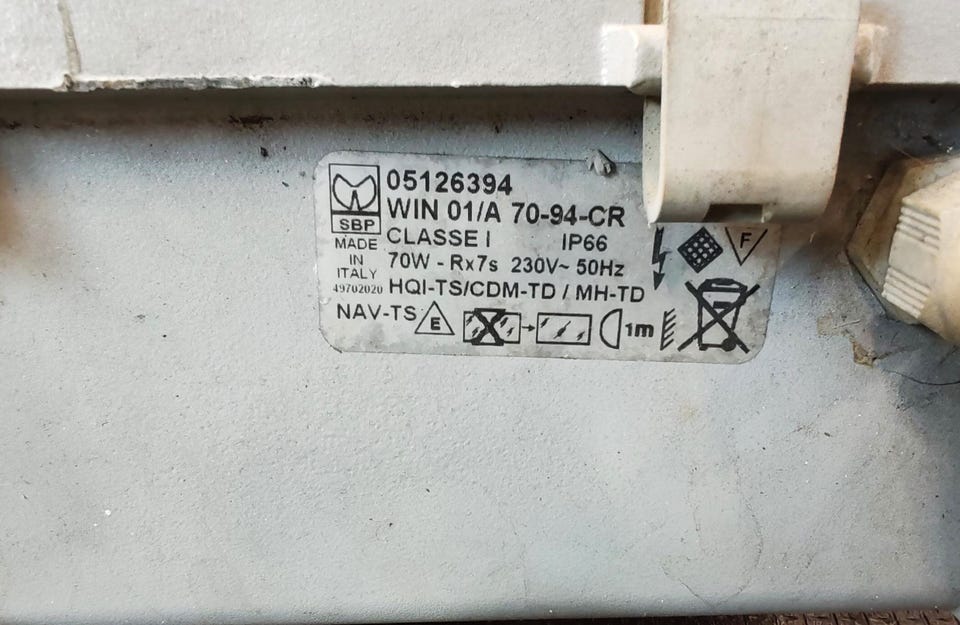 05126394
WIN 01/A 70-94-CR
SBP
CLASSE I IP66
MADE
IN
ITALY
70W - Rx7s 230V~ 50Hz
49702020 HQI-TS/CDM-TD / MH-TD
NAV-TS E 1m
F